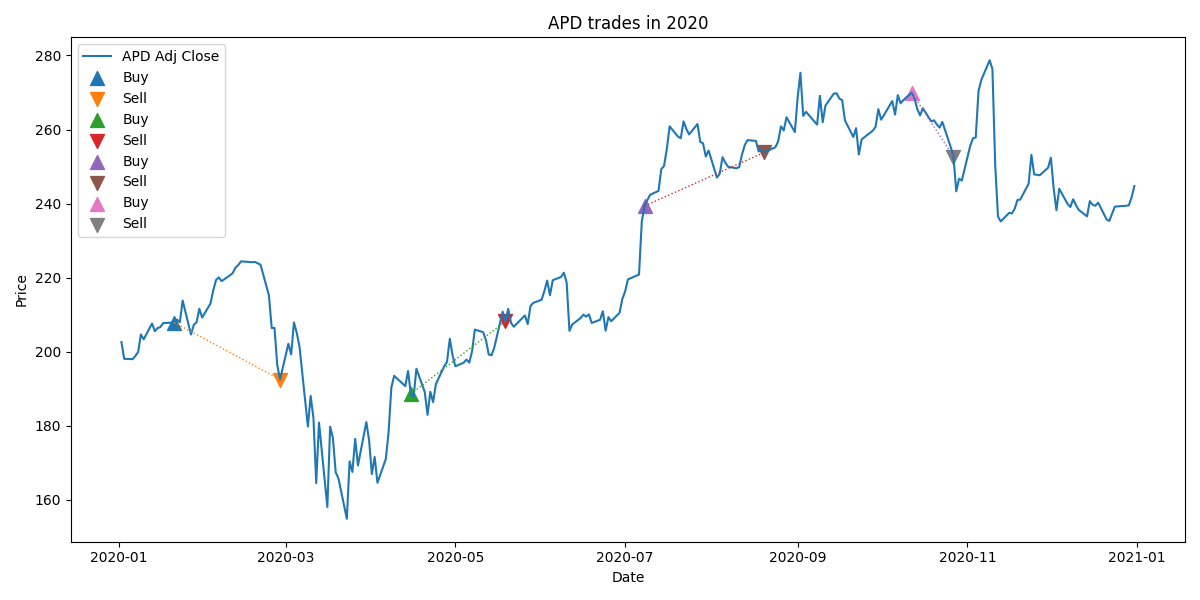 APD trades in 2020
APD Adj Close
Buy
Sell
Buy
Sell
Buy
Sell
Buy
Sell
280
260
240
220
200
180
160
Price
2020-01
2020-03
2020-05
2020-07
2020-09
2020-11
2021-01
Date